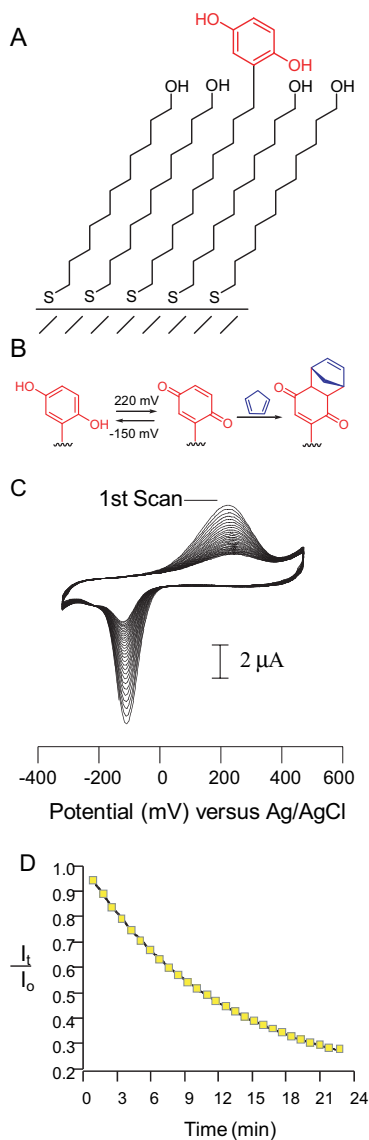 A
HO
OH
OH OH OH OH
S S S S S
B
HO
OH
220 mV
-150 mV
O
O
O
O
C
1st Scan
2 µA
-400 -200 0 200 400 600
Potential (mV) versus Ag/AgCl
D
1.0
0.9
0.8
0.7
0.6
0.5
0.4
0.3
0.2
It
Io
0 3 6 9 12 15 18 21 24
Time (min)